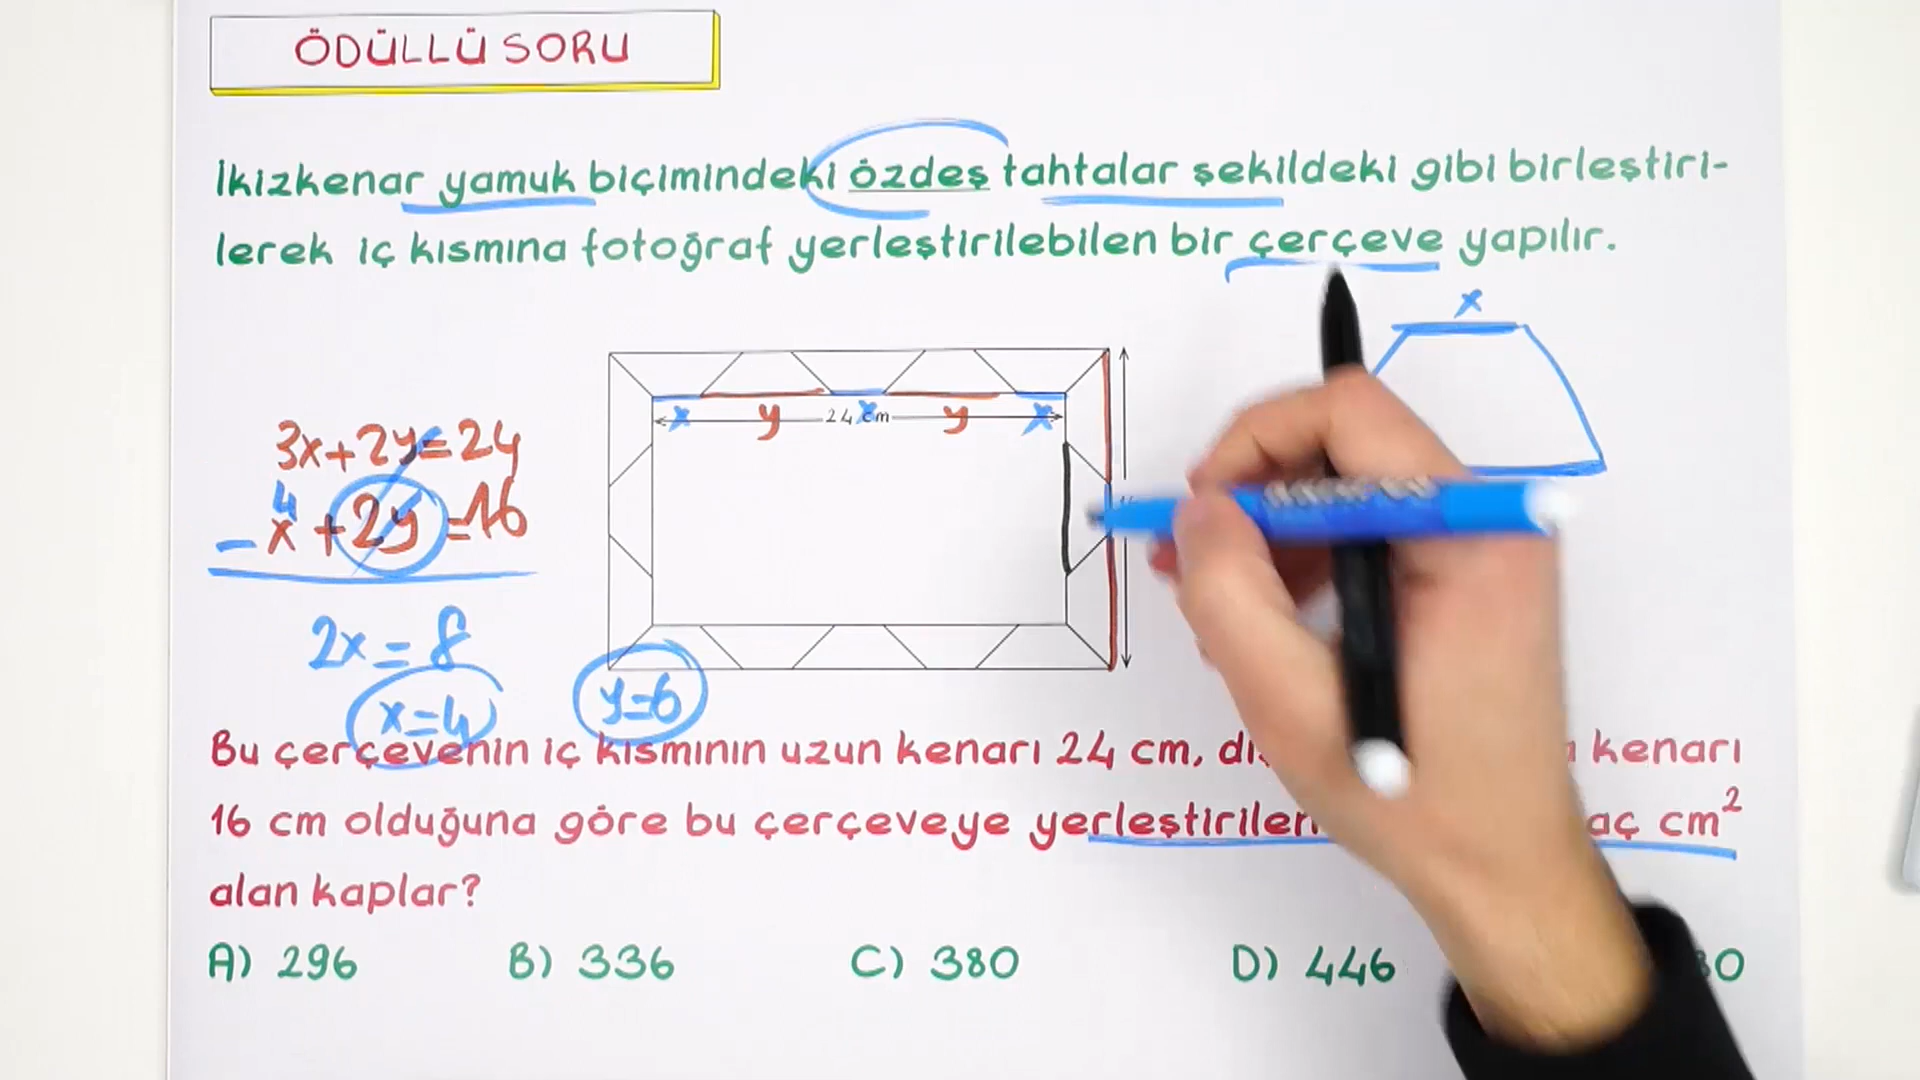 ÖDÜLLÜ SORU
İkizkenar yamuk biçimindeki özdeş tahtalar şekildeki gibi birleştiri-
lerek iç kısmına fotoğraf yerleştirilebilen bir çerçeve yapılır.
x
x y 24 cm x y x
3x+2y=24
4
- x +2y =16
2x = 8
x=4
y=6
Bu çerçevenin iç kısmının uzun kenarı 24 cm, kenarı
16 cm olduğuna göre bu çerçeveye yerleştirilen cm²
alan kaplar?
A) 296 B) 336 C) 380 D) 446